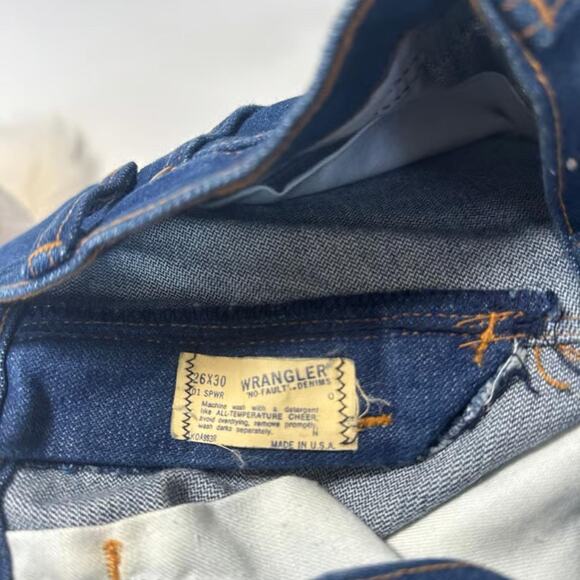 26X30 WRANGLER
01 SPWR "NO-FAULT" DENIMS
O
Machine wash with a detergent
like ALL-TEMPERATURE CHEER,
avoid overdrying, remove promptly,
wash darks separately.
N
MADE IN U.S.A.